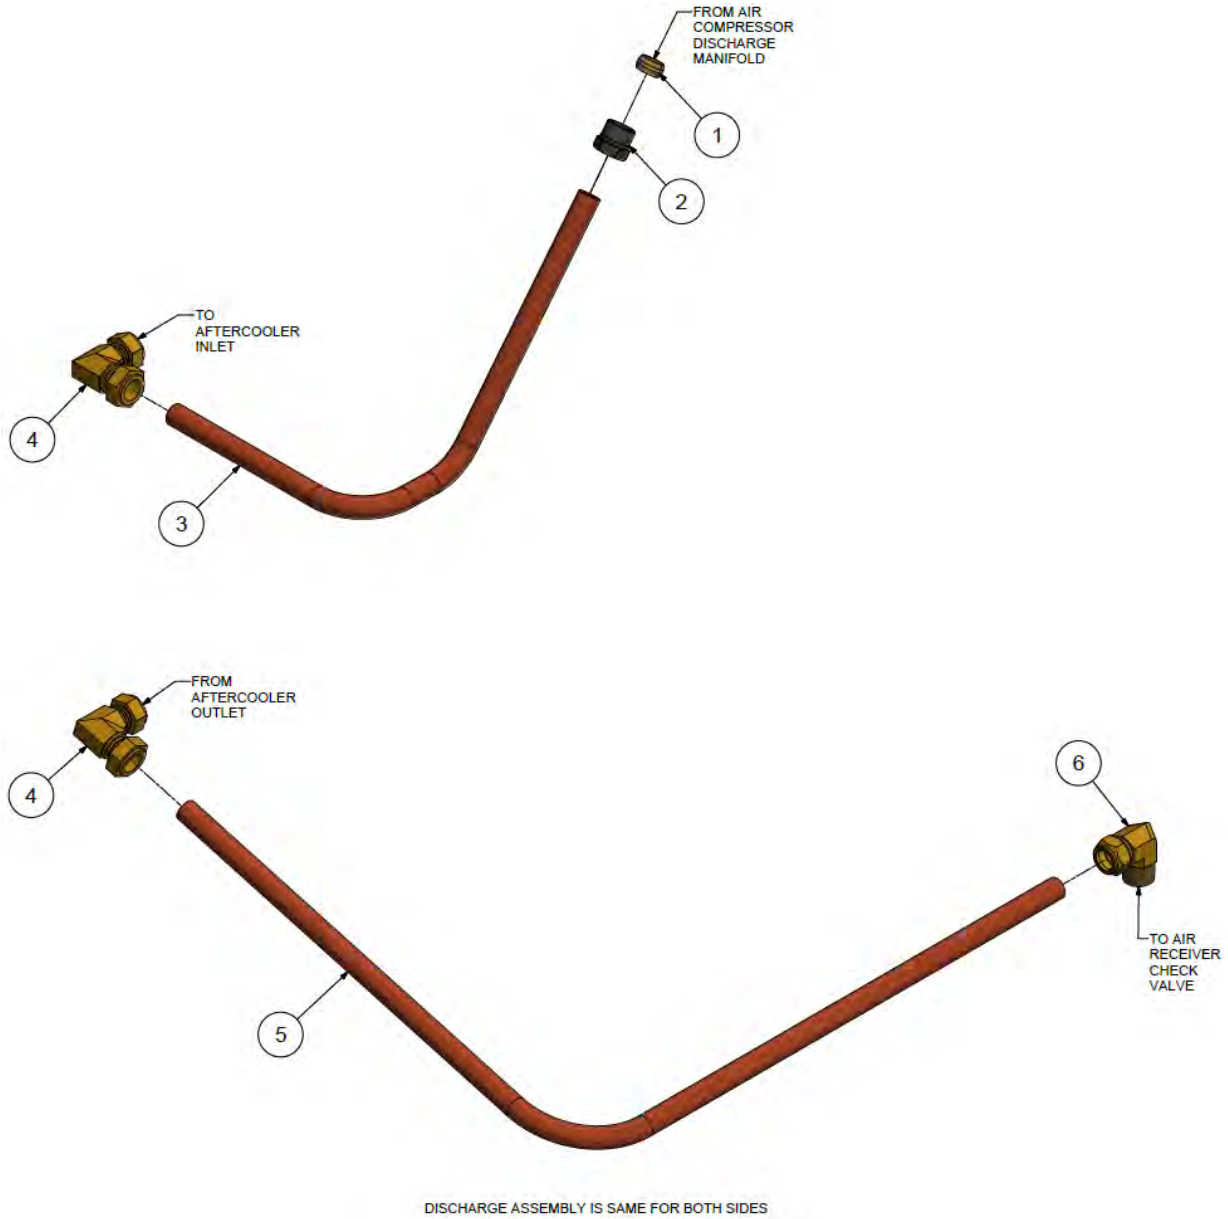 FROM AIR
COMPRESSOR
DISCHARGE
MANIFOLD
1
2
TO
AFTERCOOLER
INLET
4
3
FROM
AFTERCOOLER
OUTLET
4
6
TO AIR
RECEIVER
CHECK
VALVE
5
DISCHARGE ASSEMBLY IS SAME FOR BOTH SIDES